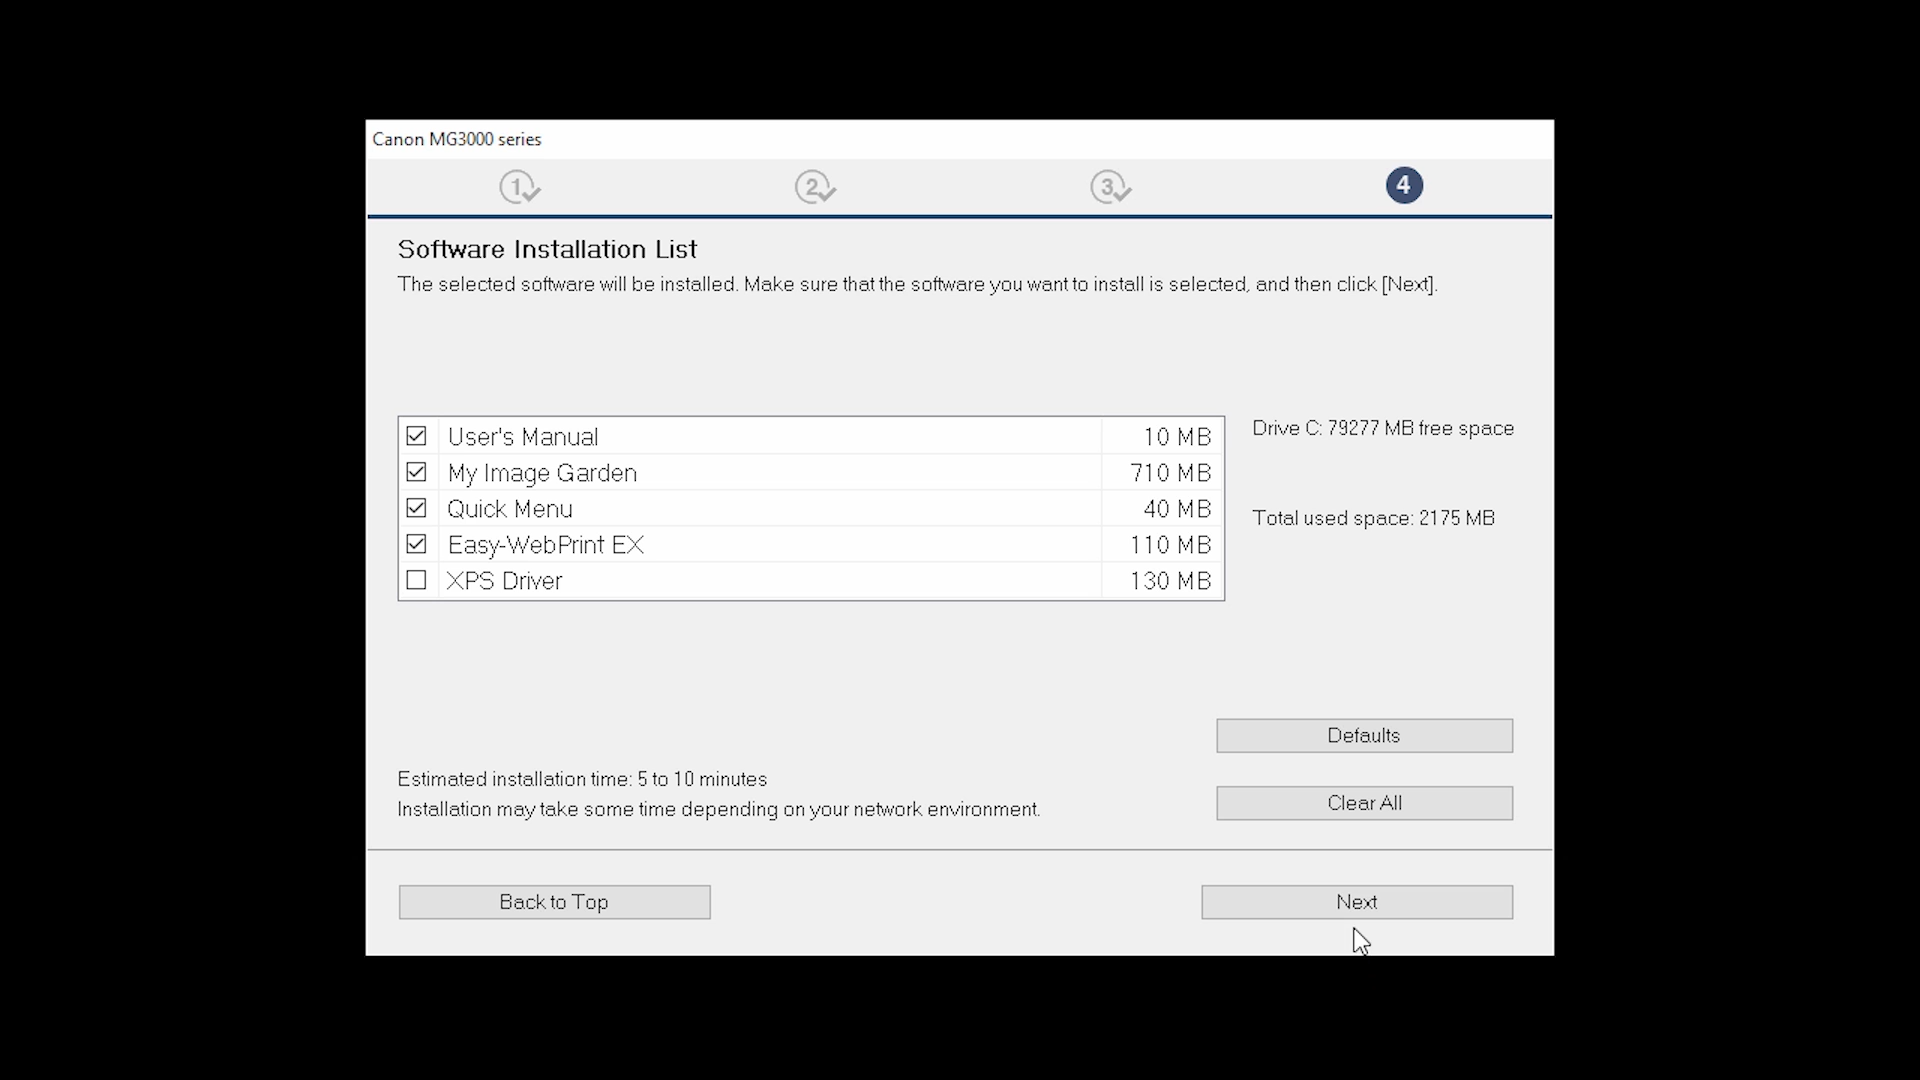 Canon MG3000 series
1 2 3 4
Software Installation List
The selected software will be installed. Make sure that the software you want to install is selected, and then click [Next].
User's Manual 10 MB
My Image Garden 710 MB
Quick Menu 40 MB
Easy-WebPrint EX 110 MB
XPS Driver 130 MB
Drive C: 79277 MB free space
Total used space: 2175 MB
Defaults
Estimated installation time: 5 to 10 minutes
Installation may take some time depending on your network environment.
Clear All
Back to Top
Next